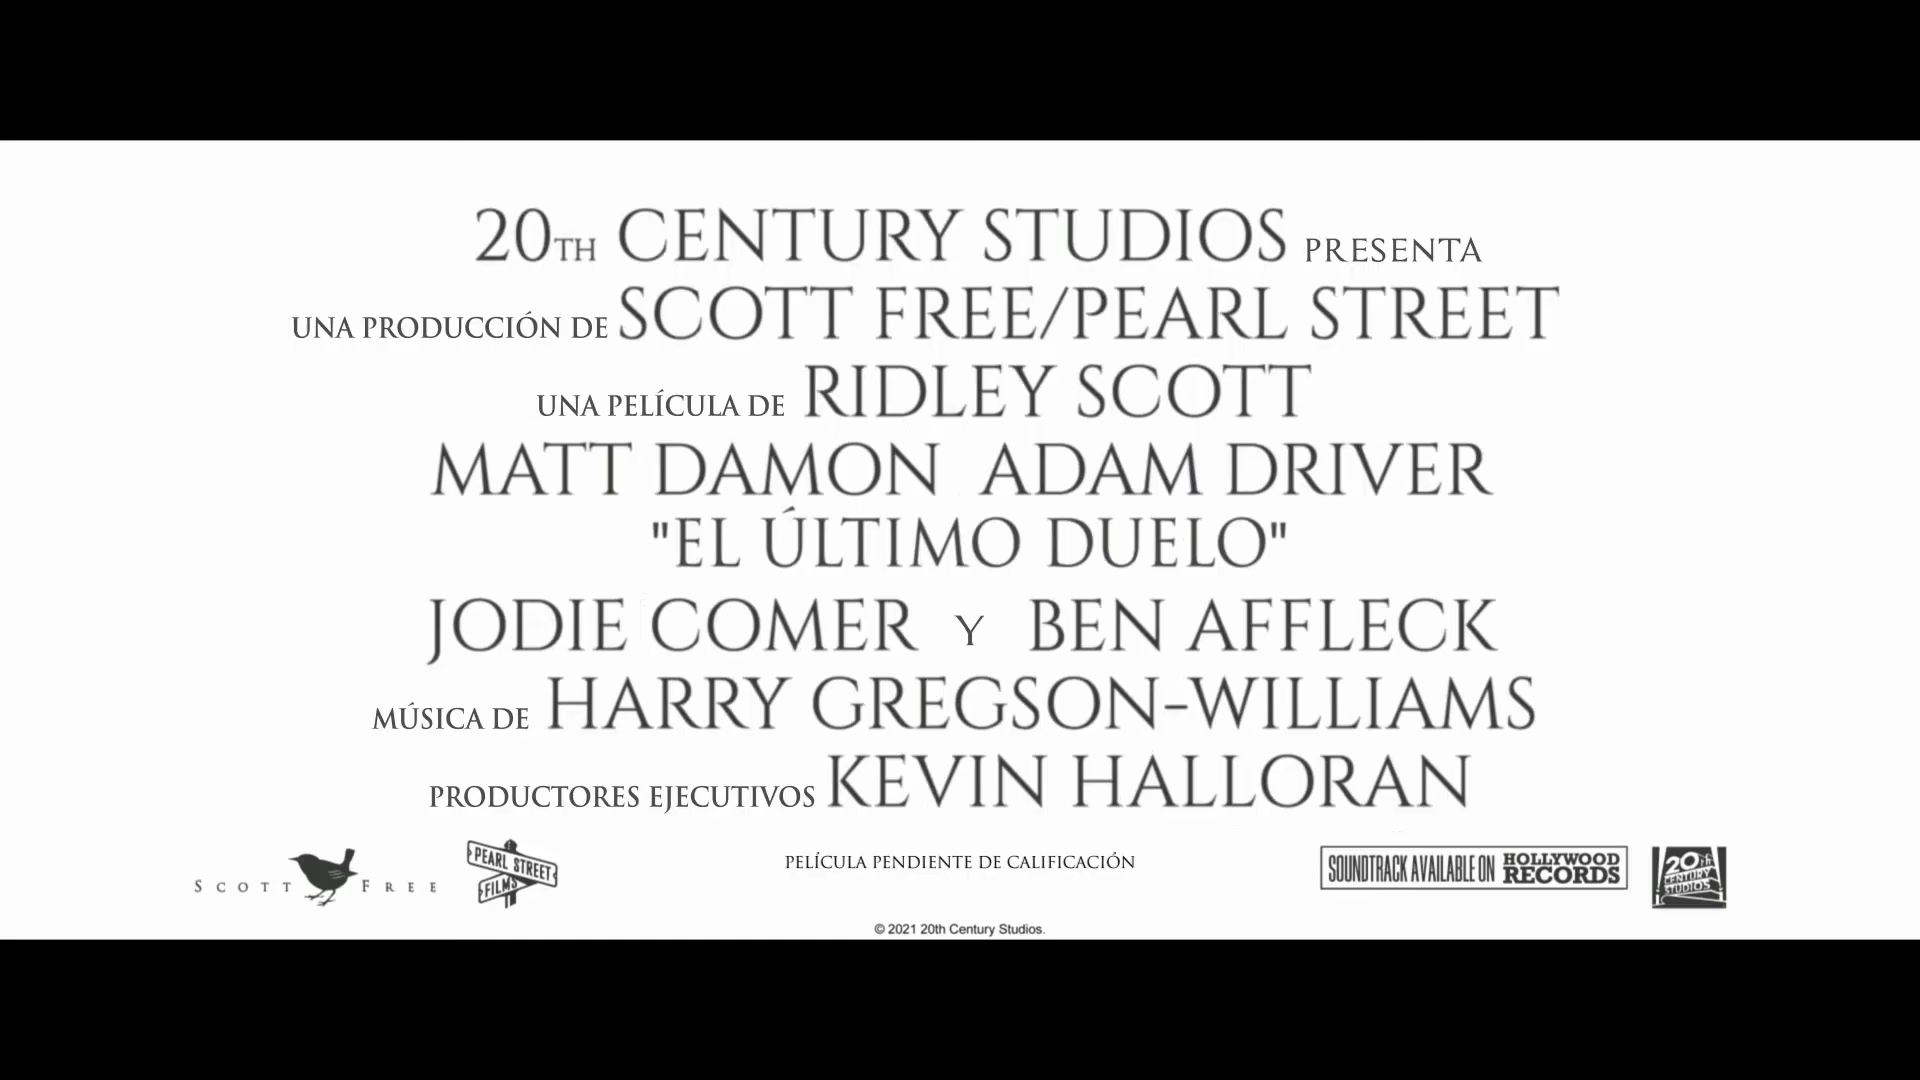 20TH CENTURY STUDIOS PRESENTA
UNA PRODUCCIÓN DE SCOTT FREE/PEARL STREET
UNA PELÍCULA DE RIDLEY SCOTT
MATT DAMON ADAM DRIVER
"EL ÚLTIMO DUELO"
JODIE COMER Y BEN AFFLECK
MÚSICA DE HARRY GREGSON-WILLIAMS
PRODUCTORES EJECUTIVOS KEVIN HALLORAN
SCOTT FREE
PEARL STREET
FILMS
PELÍCULA PENDIENTE DE CALIFICACIÓN
SOUNDTRACK AVAILABLE ON HOLLYWOOD RECORDS
20TH CENTURY STUDIOS
© 2021 20th Century Studios.